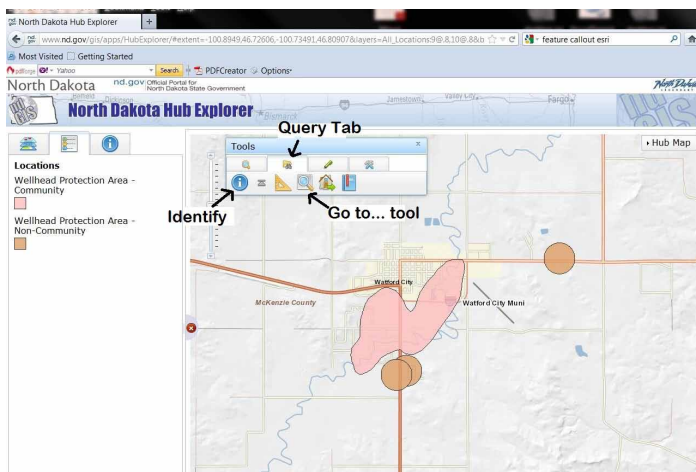 North Dakota Hub Explorer
www.nd.gov/gis/apps/HubExplorer/#extent=-100.8949,46.72606,-100.73491,46.80907&layers=All_Locations:9@.8,10@.8&b
feature callout esri
Most Visited
Getting Started
Yahoo
Search
PDFCreator
Options
North Dakota
nd.gov
Official Portal for
North Dakota State Government
North Dakota Hub Explorer
Bismarck
Jamestown
Valley City
Fargo
Query Tab
Tools
Hub Map
Locations
Wellhead Protection Area -
Community
Wellhead Protection Area -
Non-Community
Identify
Go to... tool
Watford City
McKenzie County
Watford City Muni